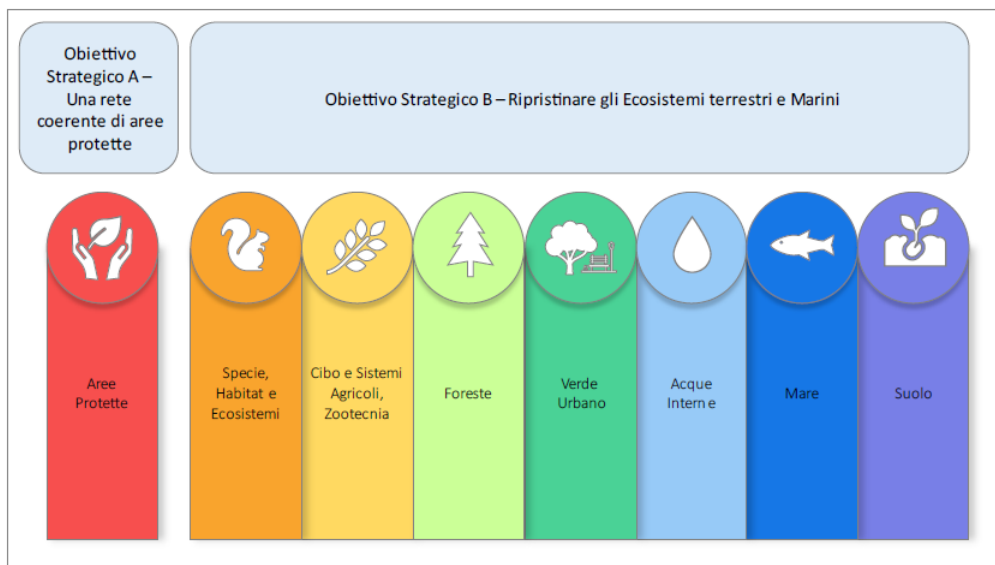 Obiettivo
Strategico A –
Una rete
coerente di aree
protette
Obiettivo Strategico B – Ripristinare gli Ecosistemi terrestri e Marini
Aree
Protette
Specie,
Habitat e
Ecosistemi
Cibo e Sistemi
Agricoli,
Zootecnia
Foreste
Verde
Urbano
Acque
Interne
Mare
Suolo